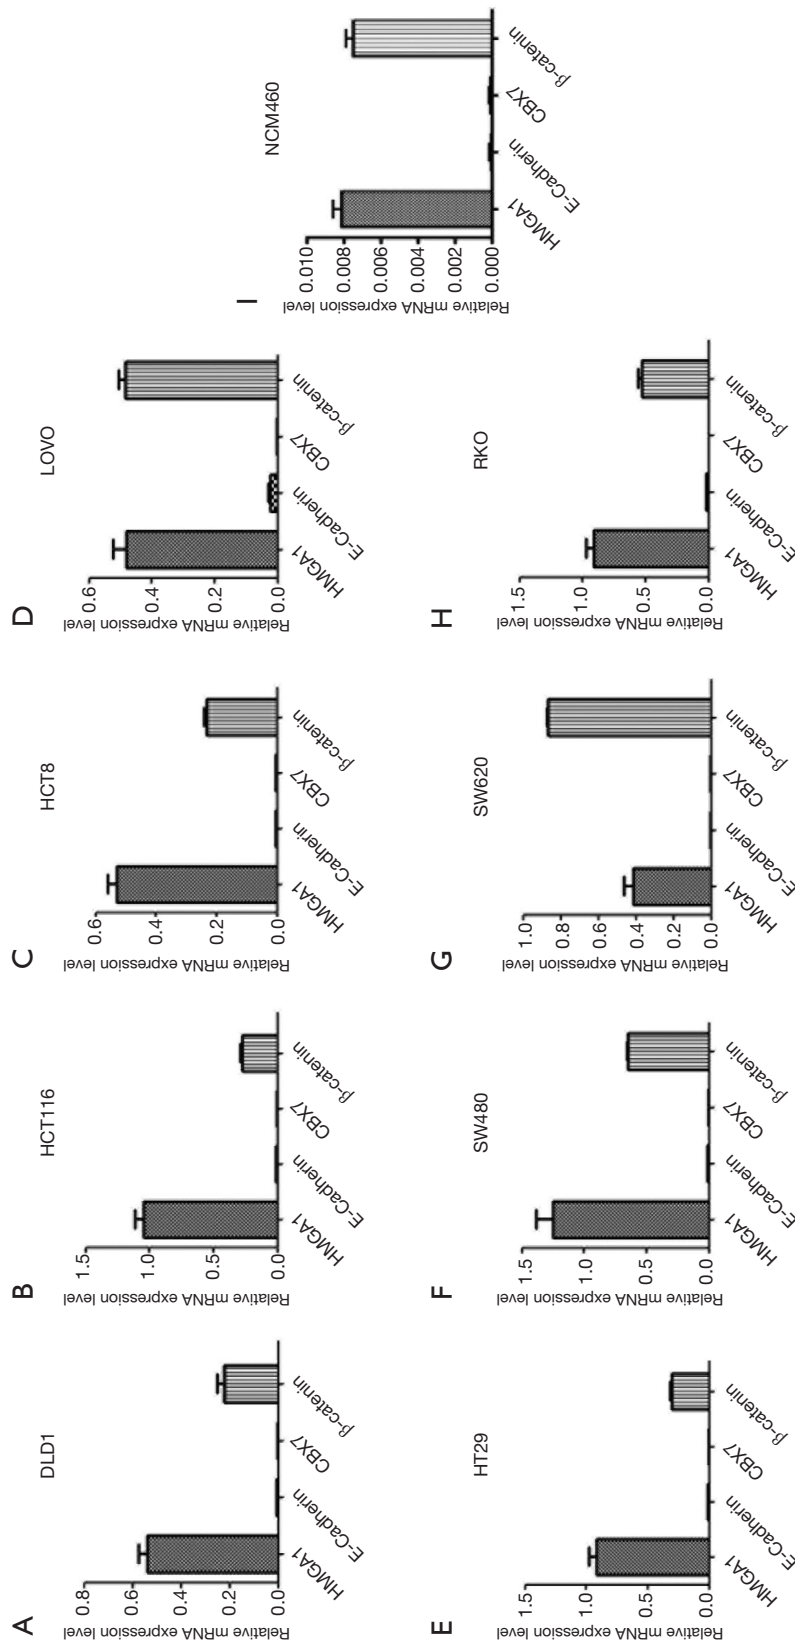 A
DLD1
Relative mRNA expression level
0.8
0.6
0.4
0.2
0.0
HMGA1
E-Cadherin
CBX7
β-catenin
B
HCT116
Relative mRNA expression level
1.5
1.0
0.5
0.0
HMGA1
E-Cadherin
CBX7
β-catenin
C
HCT8
Relative mRNA expression level
0.6
0.4
0.2
0.0
HMGA1
E-Cadherin
CBX7
β-catenin
D
LOVO
Relative mRNA expression level
0.6
0.4
0.2
0.0
HMGA1
E-Cadherin
CBX7
β-catenin
E
HT29
Relative mRNA expression level
1.5
1.0
0.5
0.0
HMGA1
E-Cadherin
CBX7
β-catenin
F
SW480
Relative mRNA expression level
1.5
1.0
0.5
0.0
HMGA1
E-Cadherin
CBX7
β-catenin
G
SW620
Relative mRNA expression level
1.0
0.8
0.6
0.4
0.2
0.0
HMGA1
E-Cadherin
CBX7
β-catenin
H
RKO
Relative mRNA expression level
1.5
1.0
0.5
0.0
HMGA1
E-Cadherin
CBX7
β-catenin
I
NCM460
Relative mRNA expression level
0.010
0.008
0.006
0.004
0.002
0.000
HMGA1
E-Cadherin
CBX7
β-catenin